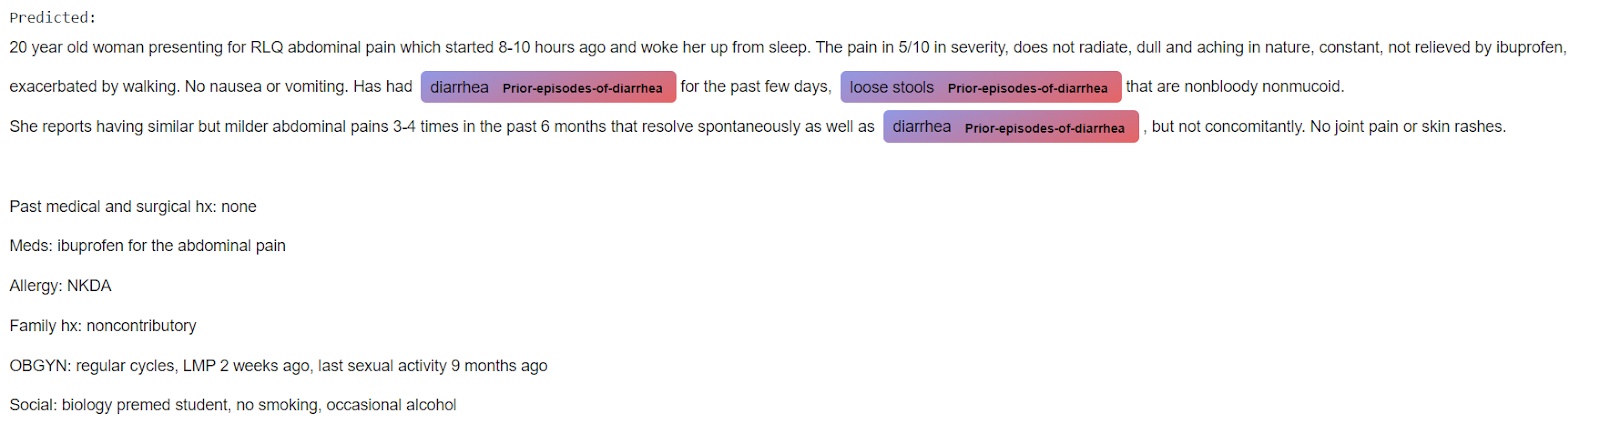 Predicted:
20 year old woman presenting for RLQ abdominal pain which started 8-10 hours ago and woke her up from sleep. The pain in 5/10 in severity, does not radiate, dull and aching in nature, constant, not relieved by ibuprofen,
exacerbated by walking. No nausea or vomiting. Has had diarrhea Prior-episodes-of-diarrhea for the past few days, loose stools Prior-episodes-of-diarrhea that are nonbloody nonmucoid.
She reports having similar but milder abdominal pains 3-4 times in the past 6 months that resolve spontaneously as well as diarrhea Prior-episodes-of-diarrhea , but not concomitantly. No joint pain or skin rashes.
Past medical and surgical hx: none
Meds: ibuprofen for the abdominal pain
Allergy: NKDA
Family hx: noncontributory
OBGYN: regular cycles, LMP 2 weeks ago, last sexual activity 9 months ago
Social: biology premed student, no smoking, occasional alcohol